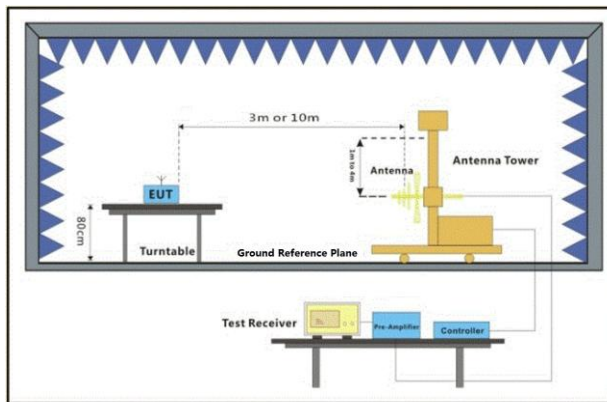 3m or 10m
1m to 4m
Antenna
Antenna Tower
EUT
80cm
Turntable
Ground Reference Plane
Test Receiver
Pre-Amplifier
Controller